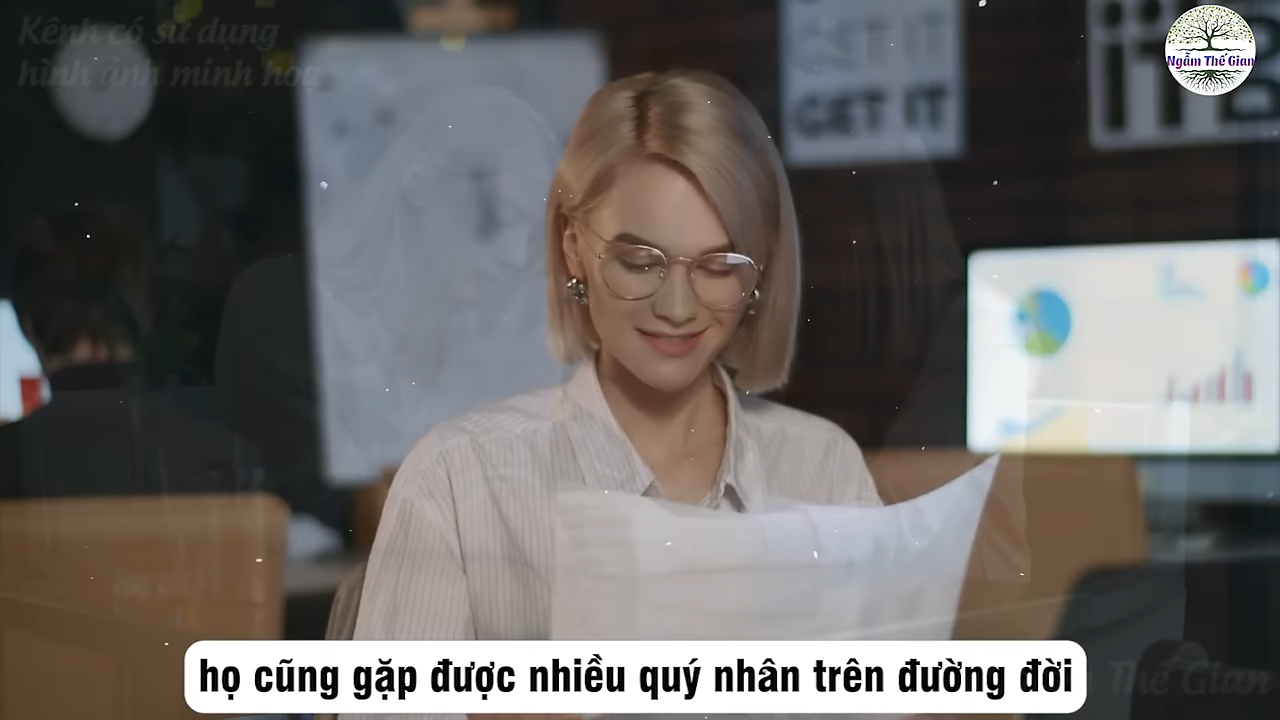 Kênh có sử dụng
hình ảnh minh hoạ
GET IT
GET IT
Ngẫm Thế Gian
họ cũng gặp được nhiều quý nhân trên đường đời
Thế Gian